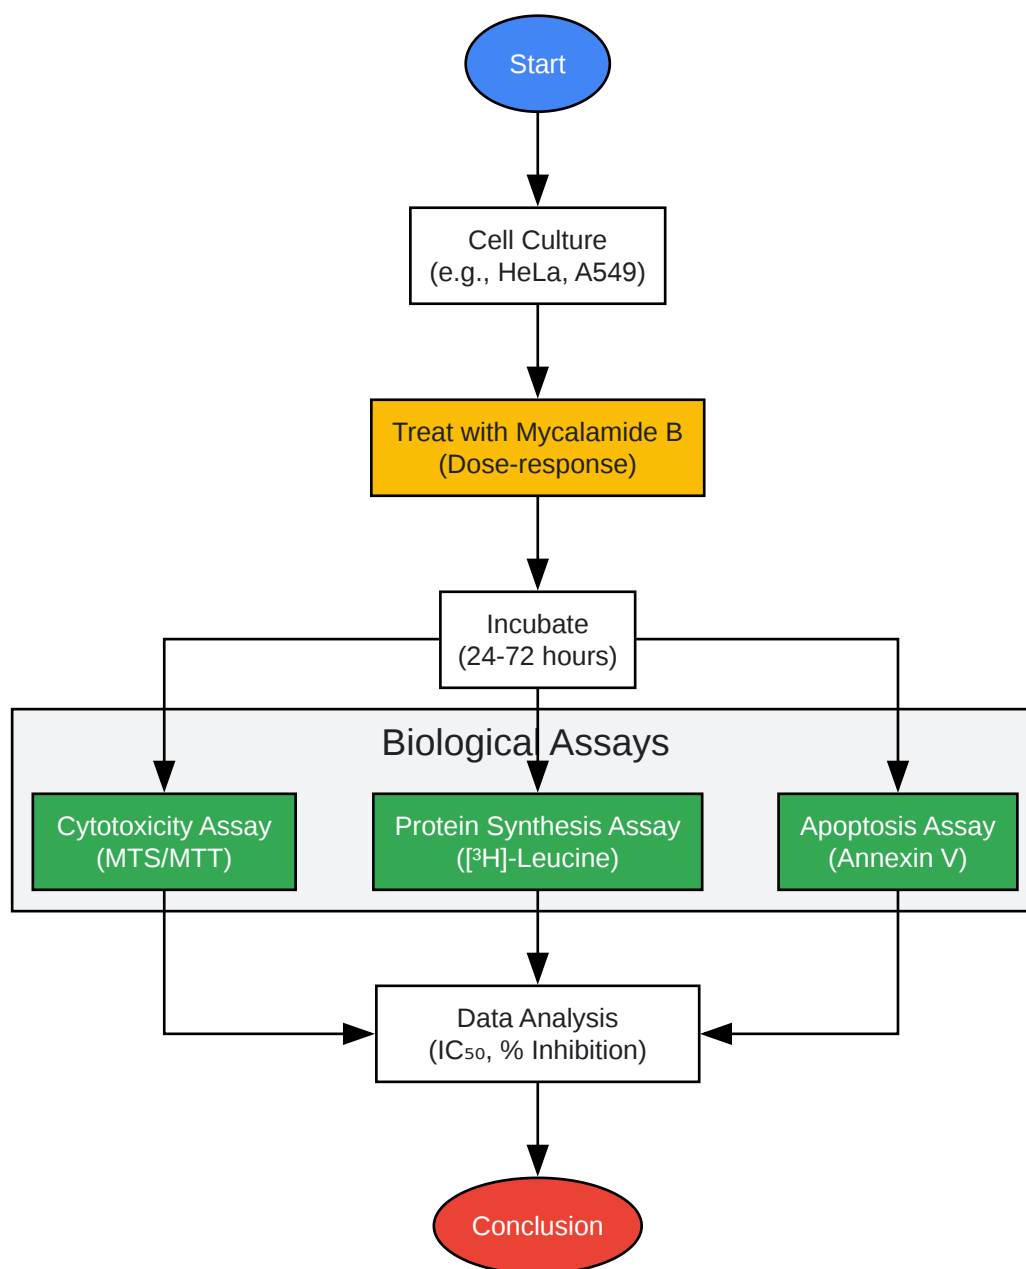 Start
Cell Culture
(e.g., HeLa, A549)
Treat with Mycalamide B
(Dose-response)
Incubate
(24-72 hours)
Biological Assays
Cytotoxicity Assay
(MTS/MTT)
Protein Synthesis Assay
([³H]-Leucine)
Apoptosis Assay
(Annexin V)
Data Analysis
(IC₅₀, % Inhibition)
Conclusion